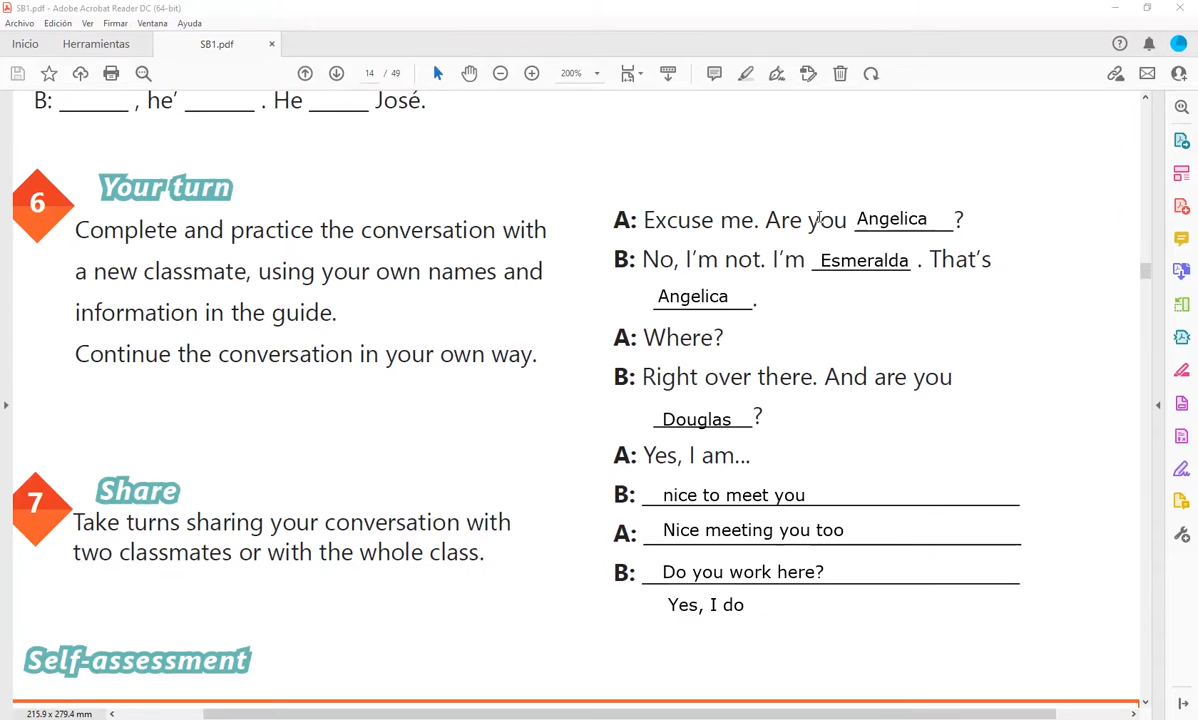 SB1.pdf - Adobe Acrobat Reader DC (64-bit)
Archivo Edición Ver Firmar Ventana Ayuda
Inicio Herramientas SB1.pdf ×
14 / 49 200%
B: ______ , he’ ______ . He _____ José.
6 Your turn
Complete and practice the conversation with
a new classmate, using your own names and
information in the guide.
Continue the conversation in your own way.
7 Share
Take turns sharing your conversation with
two classmates or with the whole class.
Self-assessment
A: Excuse me. Are you Angelica ?
B: No, I’m not. I’m Esmeralda . That’s
Angelica .
A: Where?
B: Right over there. And are you
Douglas ?
A: Yes, I am...
B: nice to meet you
A: Nice meeting you too
B: Do you work here?
Yes, I do
215.9 x 279.4 mm